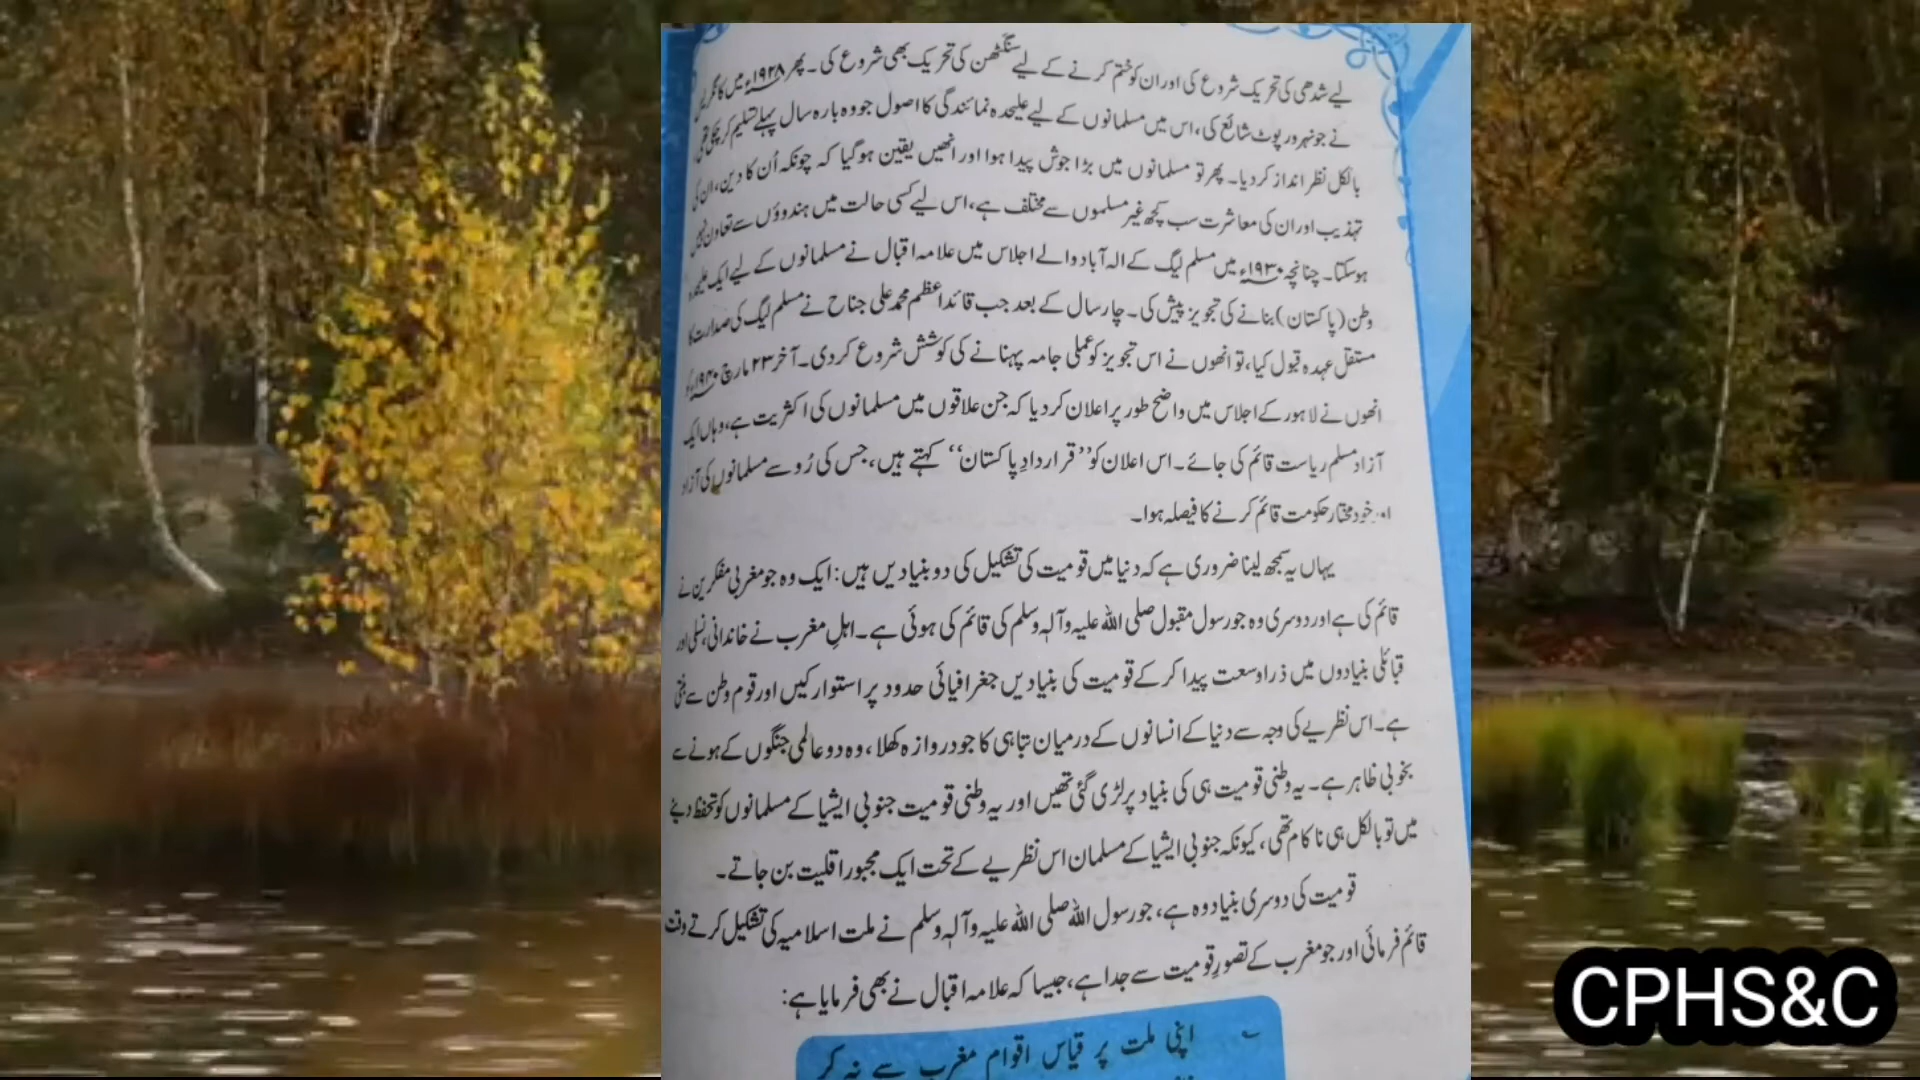 لیے شدھی کی تحریک شروع کی اور ان کو ختم کرنے کے لیے سنگٹھن کی تحریک بھی شروع کی۔ پھر ۱۹۲۸ء میں کانگریس
نے جو نہرو رپوٹ شائع کی، اس میں مسلمانوں کے لیے علیحدہ نمائندگی کا اصول جو وہ بارہ سال پہلے تسلیم کر چکی تھی
بالکل نظر انداز کر دیا۔ پھر تو مسلمانوں میں بڑا جوش پیدا ہوا اور انھیں یقین ہو گیا کہ چونکہ اُن کا دین، ان کی
تہذیب اور ان کی معاشرت سب کچھ غیر مسلموں سے مختلف ہے، اس لیے کسی حالت میں ہندوؤں سے تعاون نہیں
ہو سکتا۔ چنانچہ ۱۹۳۰ء میں مسلم لیگ کے الہ آباد والے اجلاس میں علامہ اقبال نے مسلمانوں کے لیے ایک علیحدہ
وطن (پاکستان) بنانے کی تجویز پیش کی۔ چار سال کے بعد جب قائداعظم محمد علی جناح نے مسلم لیگ کی صدارت کا
مستقل عہدہ قبول کیا، تو انھوں نے اس تجویز کو عملی جامہ پہنانے کی کوشش شروع کر دی۔ آخر ۲۳ مارچ ۱۹۴۰ء کو
انھوں نے لاہور کے اجلاس میں واضح طور پر اعلان کر دیا کہ جن علاقوں میں مسلمانوں کی اکثریت ہے، وہاں ایک
آزاد مسلم ریاست قائم کی جائے۔ اس اعلان کو ’’قراردادِ پاکستان‘‘ کہتے ہیں، جس کی رُو سے مسلمانوں کی آزاد
اور خود مختار حکومت قائم کرنے کا فیصلہ ہوا۔
یہاں یہ سمجھ لینا ضروری ہے کہ دنیا میں قومیت کی تشکیل کی دو بنیادیں ہیں: ایک وہ جو مغربی مفکرین نے
قائم کی ہے اور دوسری وہ جو رسول مقبول صلی اللہ علیہ وآلہٖ وسلم کی قائم کی ہوئی ہے۔ اہلِ مغرب نے خاندانی، نسلی اور
قبائلی بنیادوں میں ذرا وسعت پیدا کر کے قومیت کی بنیادیں جغرافیائی حدود پر استوار کیں اور قوم وطن سے بنتی
ہے۔ اس نظریے کی وجہ سے دنیا کے انسانوں کے درمیان تباہی کا جو دروازہ کھلا، وہ دو عالمی جنگوں کے ہونے سے
بخوبی ظاہر ہے۔ یہ وطنی قومیت ہی کی بنیاد پر لڑی گئی تھیں اور یہ وطنی قومیت جنوبی ایشیا کے مسلمانوں کو تحفظ دینے
میں تو بالکل ہی ناکام تھی، کیونکہ جنوبی ایشیا کے مسلمان اس نظریے کے تحت ایک مجبور اقلیت بن جاتے۔
قومیت کی دوسری بنیاد وہ ہے، جو رسول اللہ صلی اللہ علیہ وآلہٖ وسلم نے ملت اسلامیہ کی تشکیل کرتے وقت
قائم فرمائی اور جو مغرب کے تصورِ قومیت سے جدا ہے، جیسا کہ علامہ اقبال نے بھی فرمایا ہے:
اپنی ملت پر قیاس اقوام مغرب سے نہ کر
CPHS&C